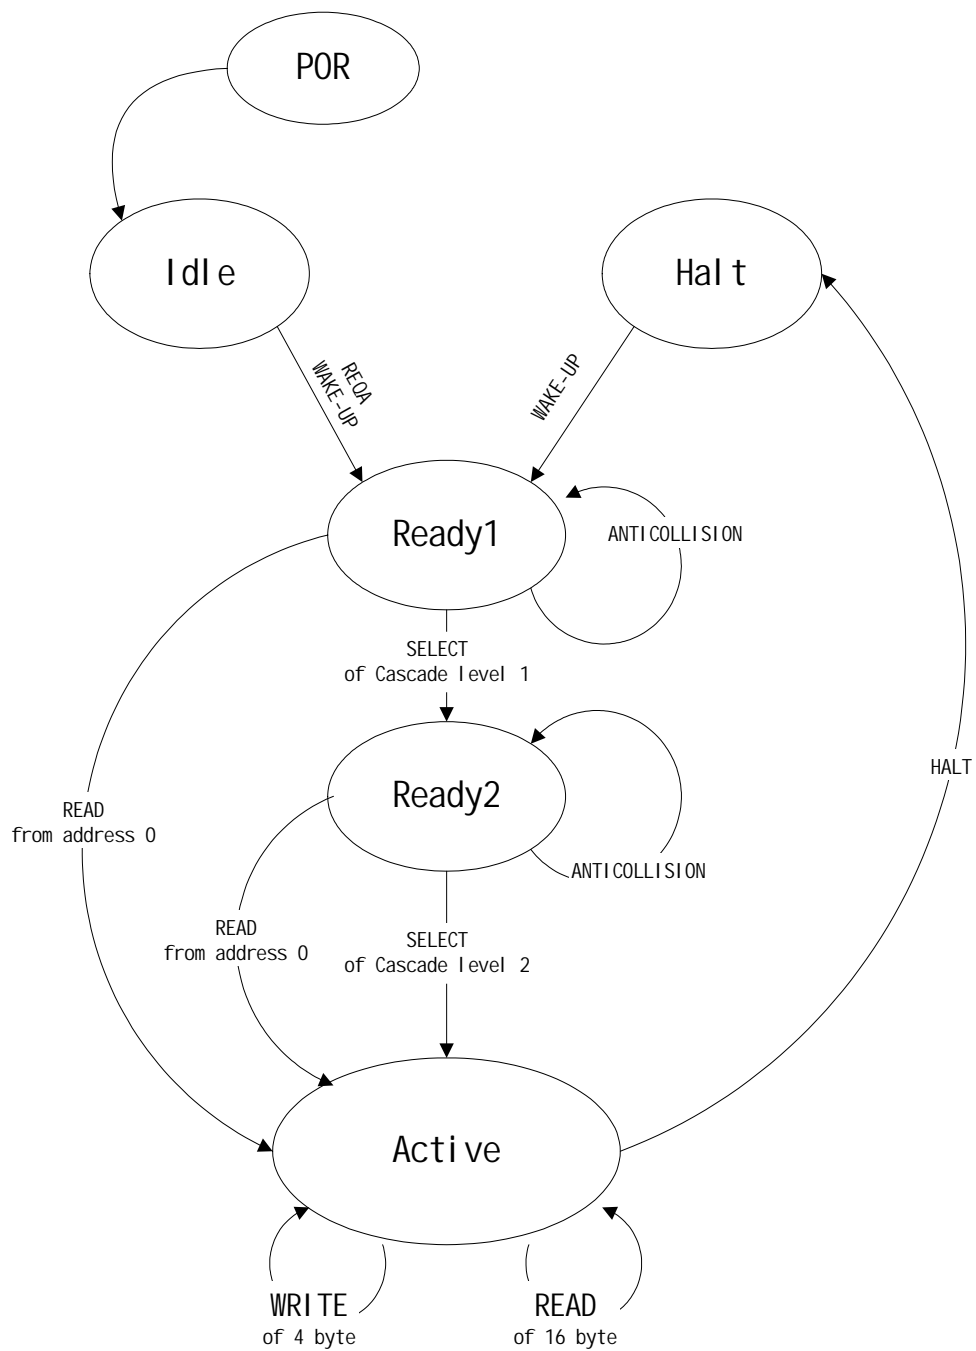 POR
Idle
Halt
REQA
WAKE-UP
WAKE-UP
Ready1
ANTICOLLISION
SELECT
of Cascade level 1
HALT
Ready2
READ
from address 0
ANTICOLLISION
READ
from address 0
SELECT
of Cascade level 2
Active
WRITE
of 4 byte
READ
of 16 byte